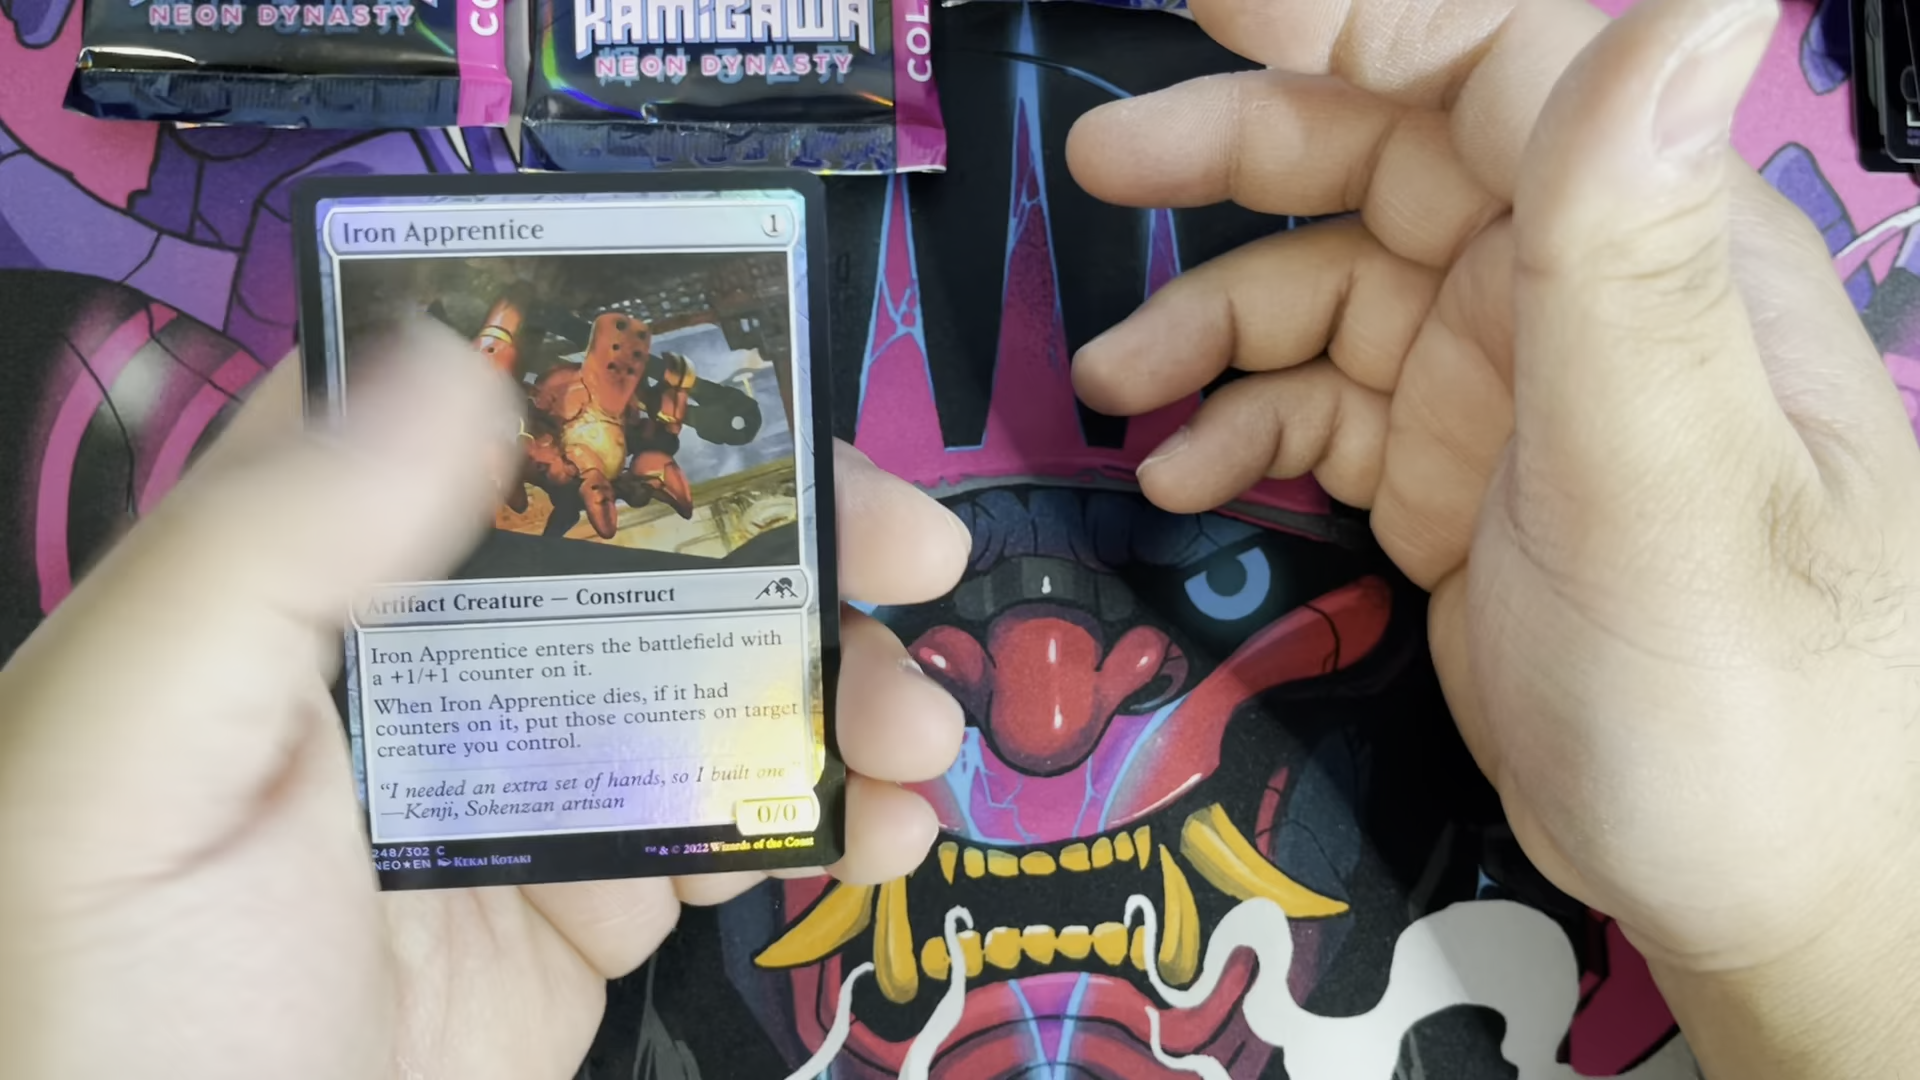 NEON DYNASTY
KAMIGAWA
NEON DYNASTY
Iron Apprentice 1
Artifact Creature — Construct
Iron Apprentice enters the battlefield with
a +1/+1 counter on it.
When Iron Apprentice dies, if it had
counters on it, put those counters on target
creature you control.
“I needed an extra set of hands, so I built one.”
—Kenji, Sokenzan artisan
0/0
248/302 C
NEO★EN KEKAI KOTAKI
™ & © 2022 Wizards of the Coast